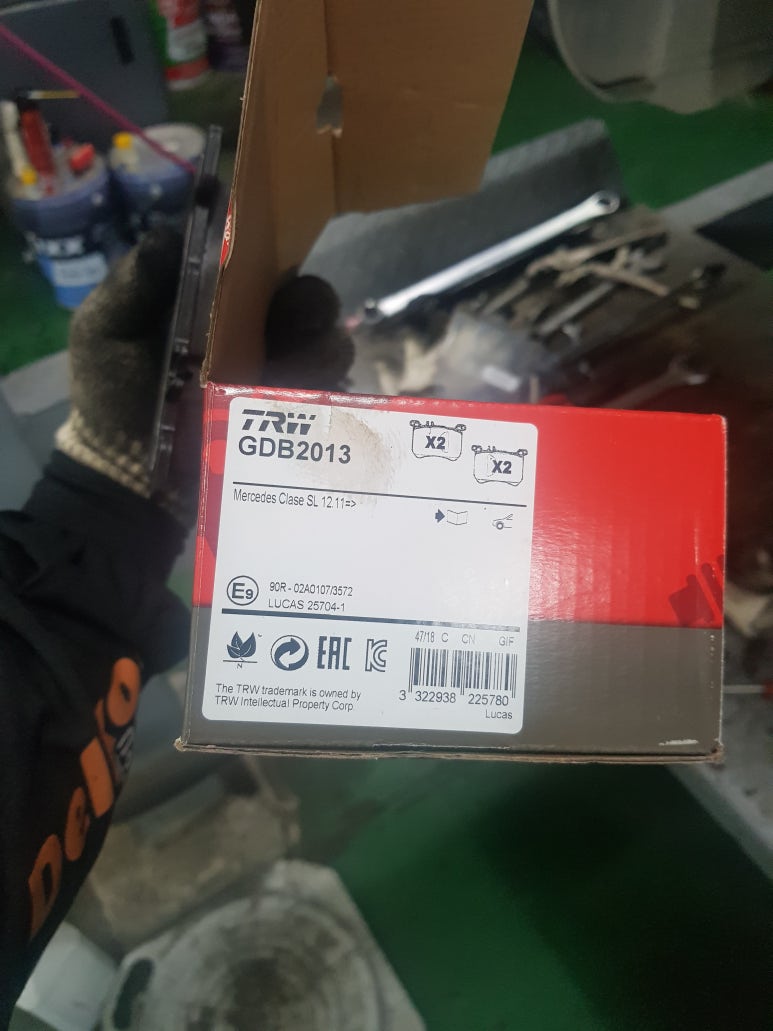 TRW
GDB2013
X2
X2
Mercedes Clase SL 12.11=>
E9
90R - 02A0107/3572
LUCAS 25704-1
N
EAC
47/18 C CN GIF
3 322938 225780
Lucas
The TRW trademark is owned by
TRW Intellectual Property Corp.
Delko